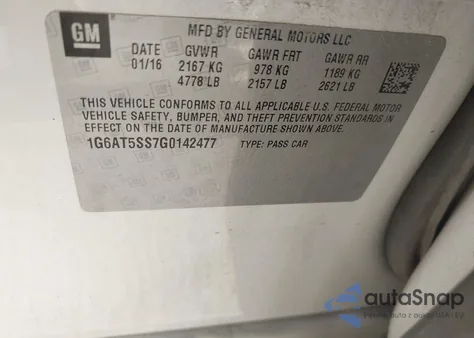 GM
MFD BY GENERAL MOTORS LLC
DATE GVWR GAWR FRT GAWR RR
01/16 2167 KG 978 KG 1189 KG
4778 LB 2157 LB 2621 LB
THIS VEHICLE CONFORMS TO ALL APPLICABLE U.S. FEDERAL MOTOR
VEHICLE SAFETY, BUMPER, AND THEFT PREVENTION STANDARDS
IN EFFECT ON THE DATE OF MANUFACTURE SHOWN ABOVE.
1G6AT5SS7G0142477 TYPE: PASS CAR
autoSnap